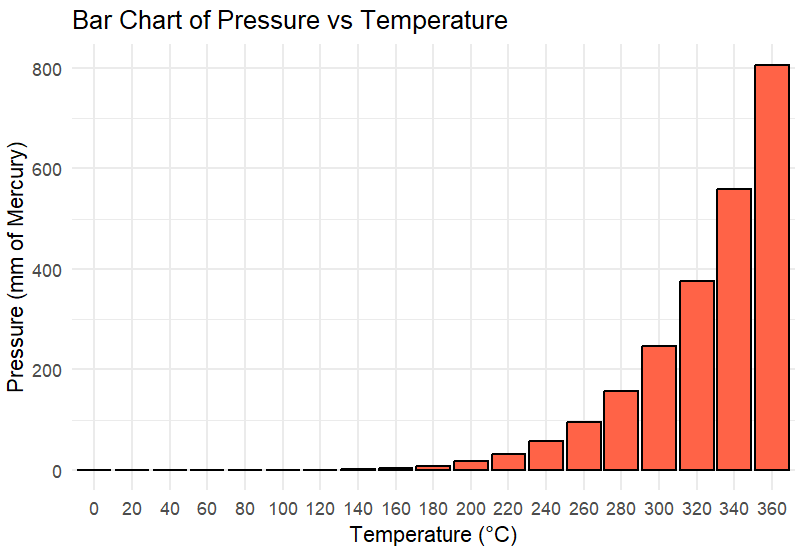 Bar Chart of Pressure vs Temperature
Pressure (mm of Mercury)
800
600
400
200
0
0 20 40 60 80 100 120 140 160 180 200 220 240 260 280 300 320 340 360
Temperature (°C)